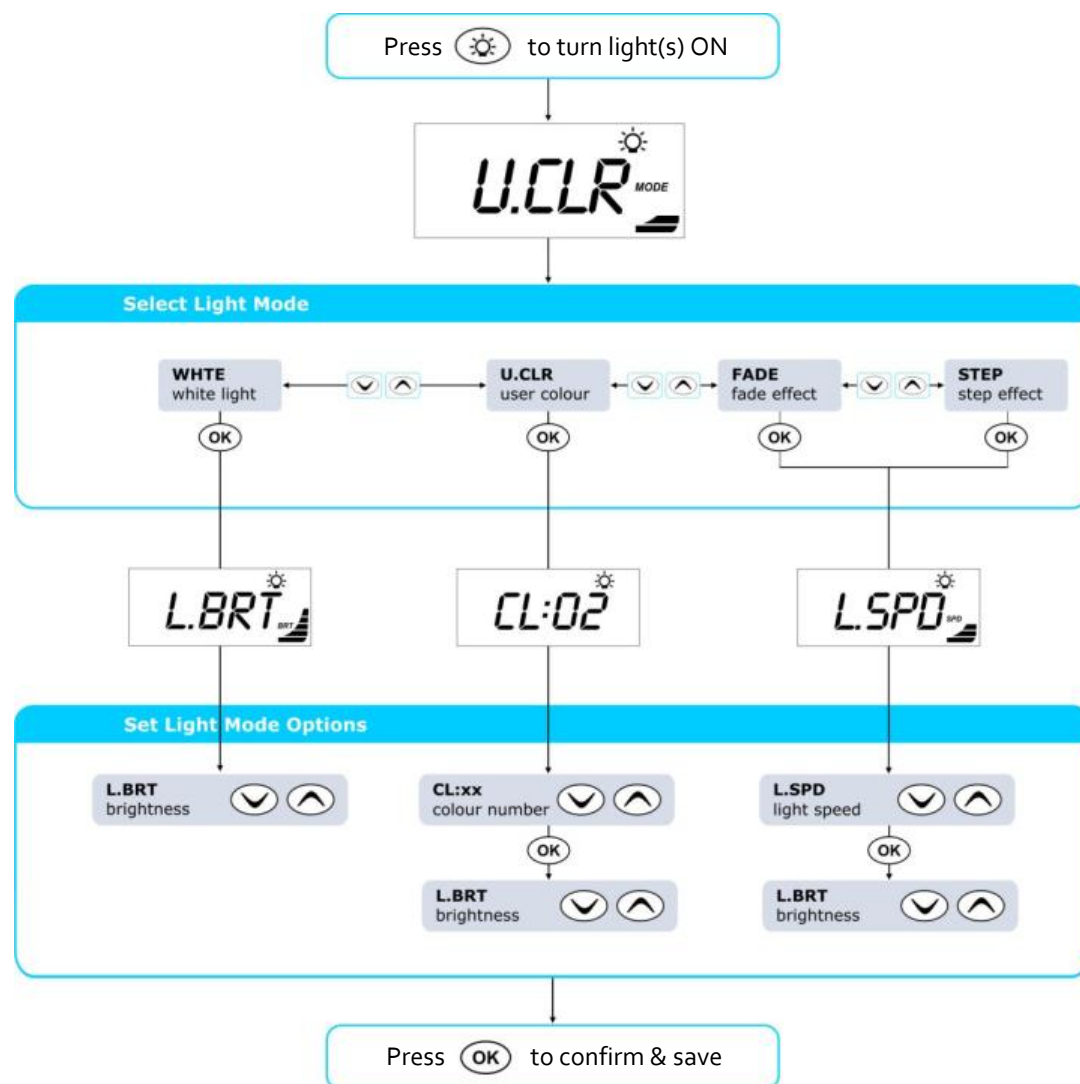 Press to turn light(s) ON
U.CLR MODE
Select Light Mode
WHTE
white light
U.CLR
user colour
FADE
fade effect
STEP
step effect
OK OK OK OK
L.BRT BRT
CL:02
L.SPD SPD
Set Light Mode Options
L.BRT
brightness
CL:xx
colour number
L.SPD
light speed
OK OK
L.BRT
brightness
L.BRT
brightness
Press OK to confirm & save